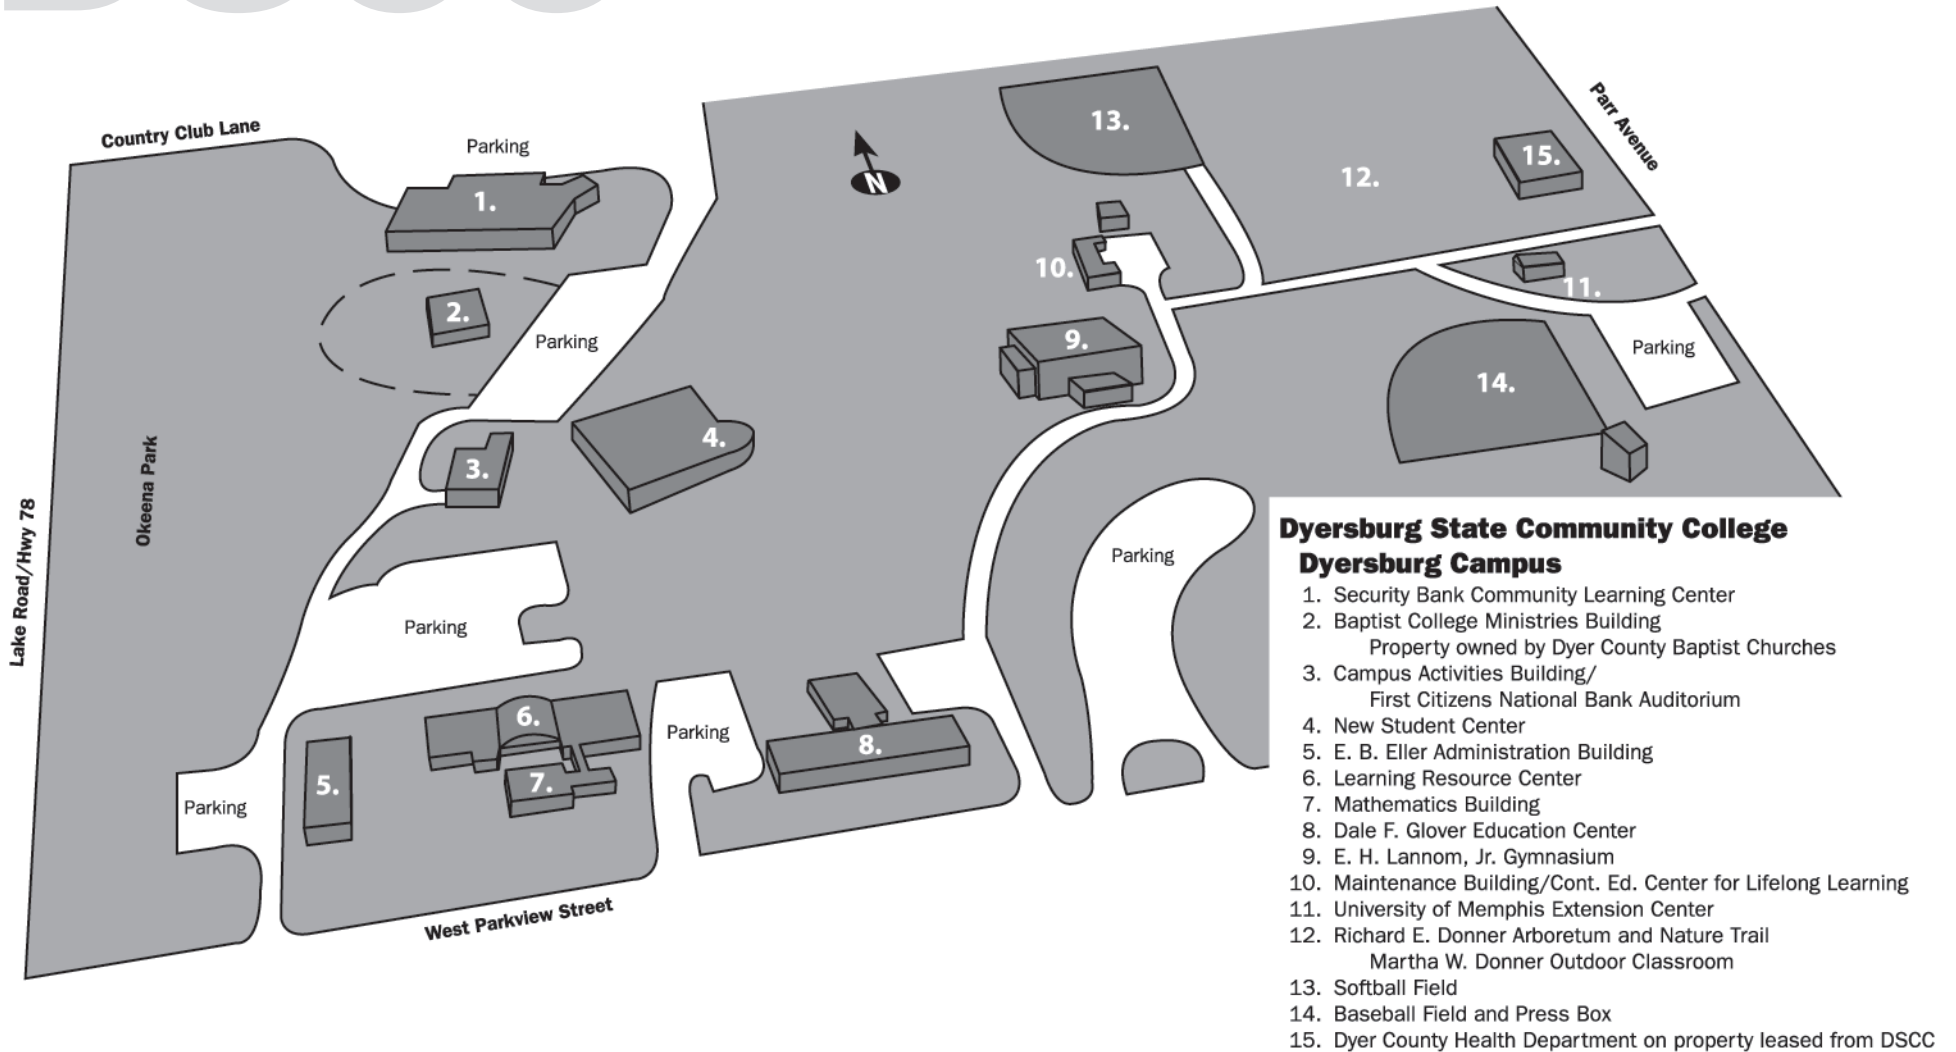 Country Club Lane
Parking
Parr Avenue
1.
13.
15.
12.
N
10.
11.
2.
Parking
9.
Parking
14.
4.
3.
Okeena Park
Lake Road/Hwy 78
Parking
Parking
6.
Parking
8.
5.
7.
Parking
West Parkview Street
Dyersburg State Community College
Dyersburg Campus
1. Security Bank Community Learning Center
2. Baptist College Ministries Building
Property owned by Dyer County Baptist Churches
3. Campus Activities Building/
First Citizens National Bank Auditorium
4. New Student Center
5. E. B. Eller Administration Building
6. Learning Resource Center
7. Mathematics Building
8. Dale F. Glover Education Center
9. E. H. Lannom, Jr. Gymnasium
10. Maintenance Building/Cont. Ed. Center for Lifelong Learning
11. University of Memphis Extension Center
12. Richard E. Donner Arboretum and Nature Trail
Martha W. Donner Outdoor Classroom
13. Softball Field
14. Baseball Field and Press Box
15. Dyer County Health Department on property leased from DSCC